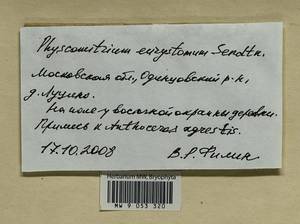 Physcomitrium eurystomum Sendtn.
Московская обл., Одинцовский р-н,
д. Луцино.
На поле у восточной окраины деревни.
Примесь к Anthoceros agrestis.
17.10.2008 В.Р. Филин
Herbarium MW, Bryophyta
MW 9 053 320